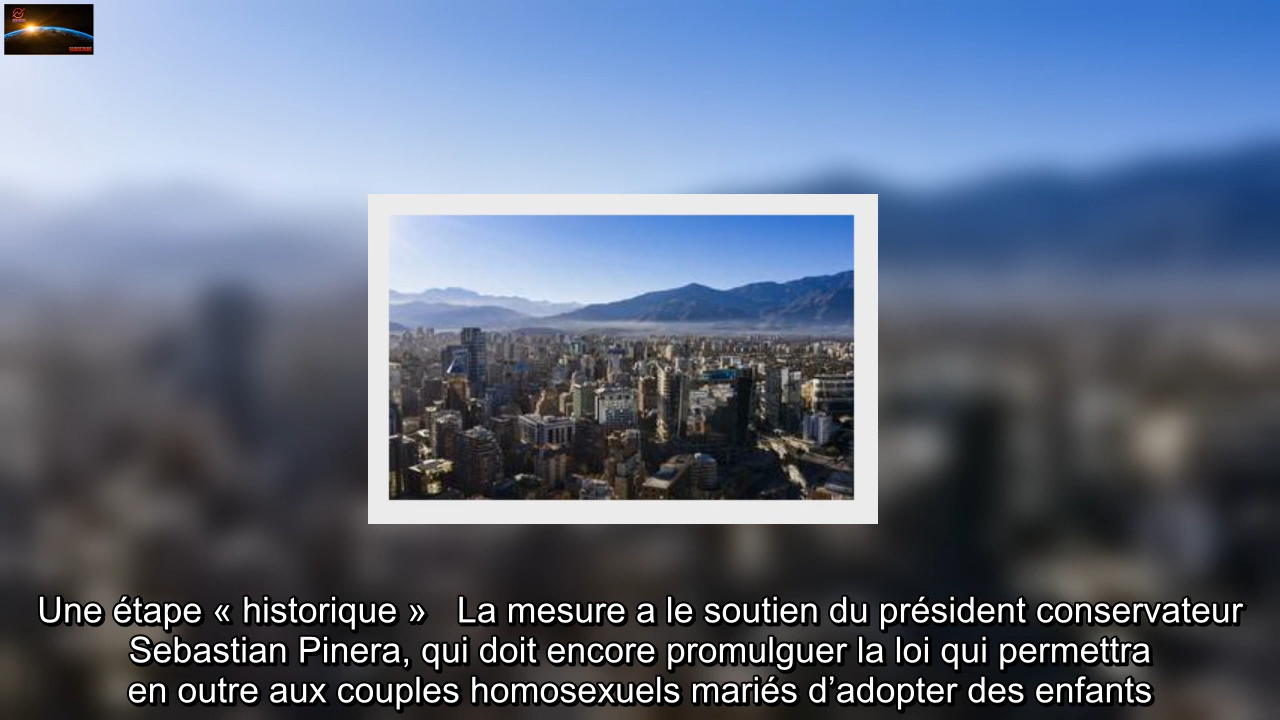 Une étape « historique »   La mesure a le soutien du président conservateur
Sebastian Pinera, qui doit encore promulguer la loi qui permettra
en outre aux couples homosexuels mariés d’adopter des enfants